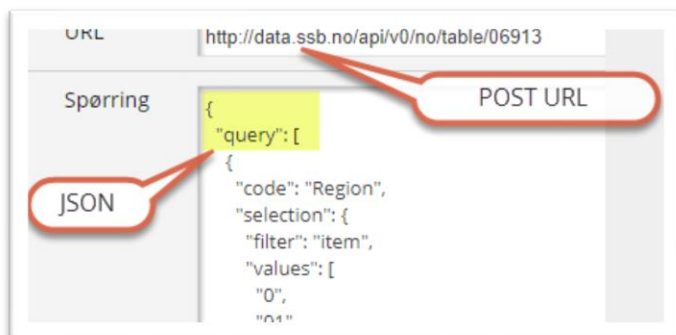 URL http://data.ssb.no/api/v0/no/table/06913
Spørring
POST URL
{
"query": [
{
JSON
"code": "Region",
"selection": {
"filter": "item",
"values": [
"0",
"01"